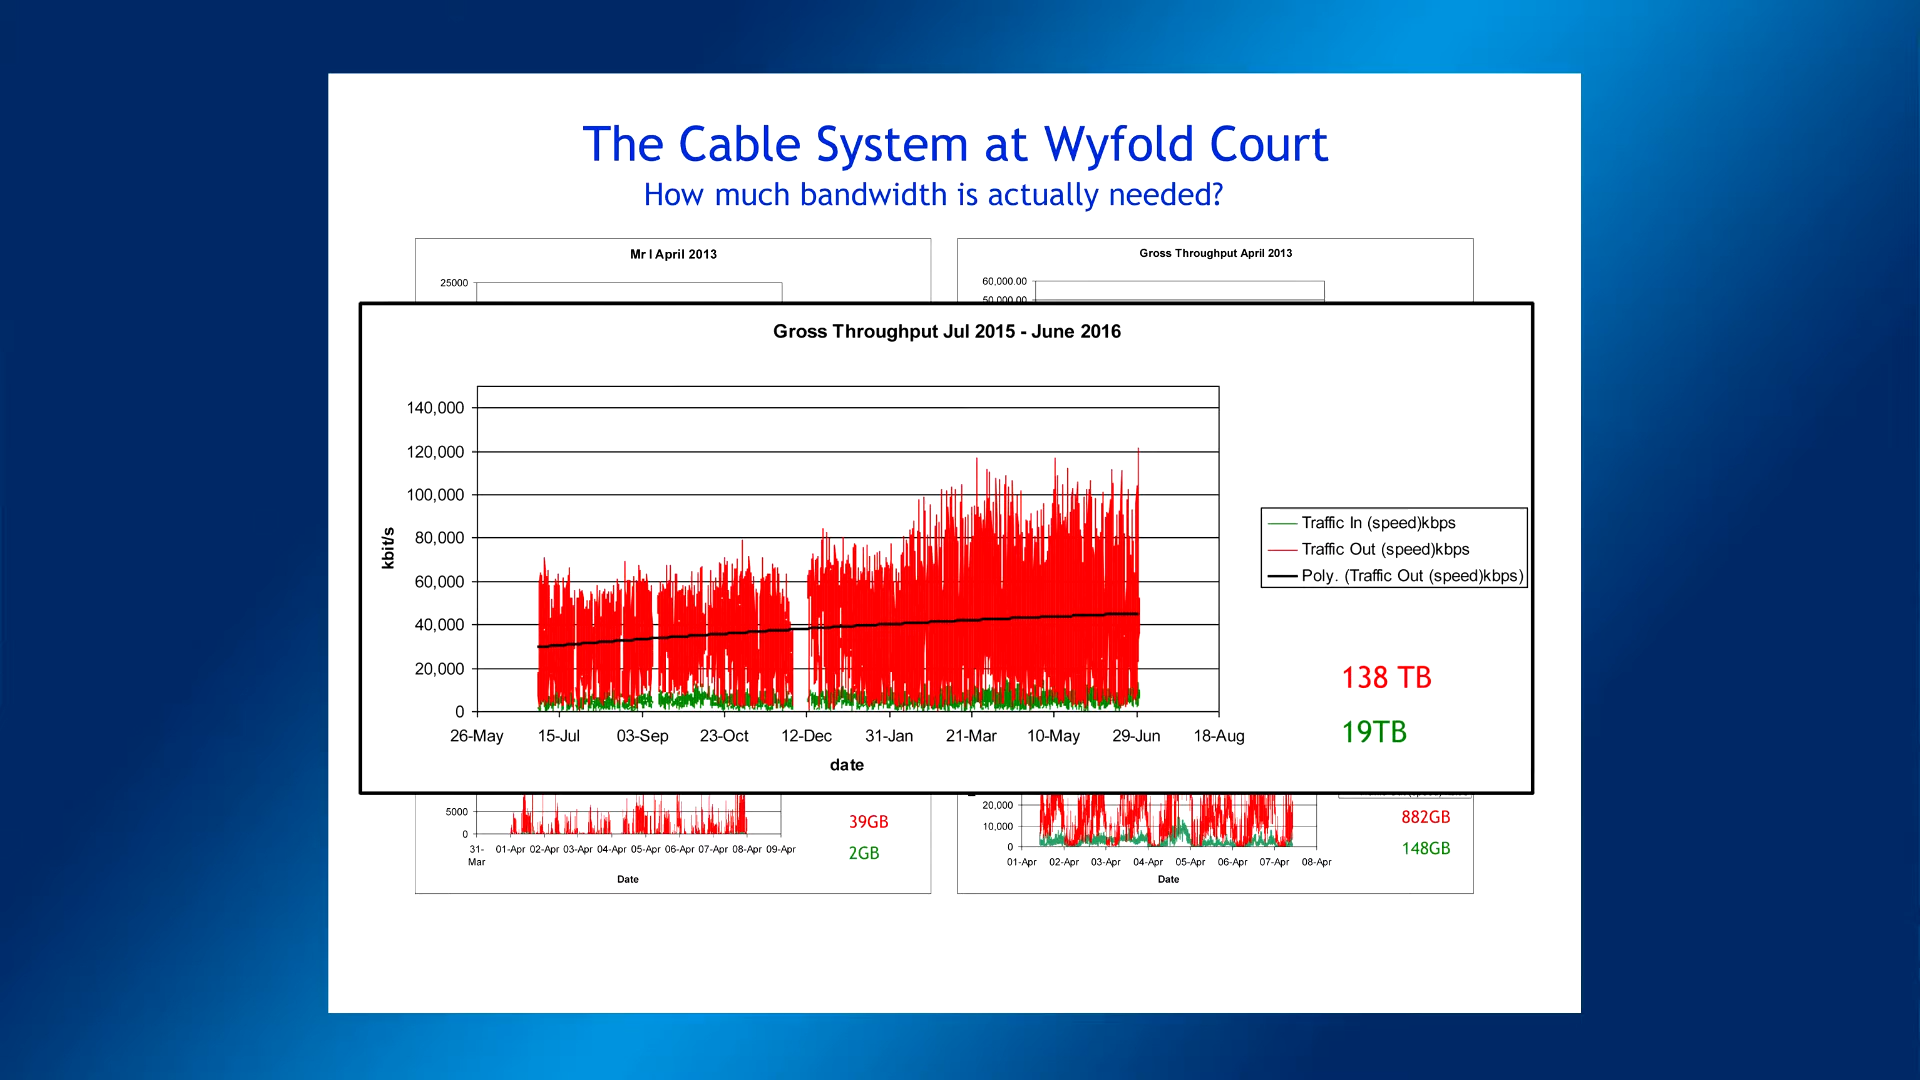 The Cable System at Wyfold Court
How much bandwidth is actually needed?
Mr I April 2013
25000
Gross Throughput April 2013
60,000.00
50,000.00
Gross Throughput Jul 2015 - June 2016
140,000
120,000
100,000
80,000
60,000
40,000
20,000
0
kbit/s
26-May 15-Jul 03-Sep 23-Oct 12-Dec 31-Jan 21-Mar 10-May 29-Jun 18-Aug
date
Traffic In (speed)kbps
Traffic Out (speed)kbps
Poly. (Traffic Out (speed)kbps)
138 TB
19TB
5000
0
31-Mar 01-Apr 02-Apr 03-Apr 04-Apr 05-Apr 06-Apr 07-Apr 08-Apr 09-Apr
Date
39GB
2GB
20,000
10,000
0
01-Apr 02-Apr 03-Apr 04-Apr 05-Apr 06-Apr 07-Apr 08-Apr
Date
882GB
148GB